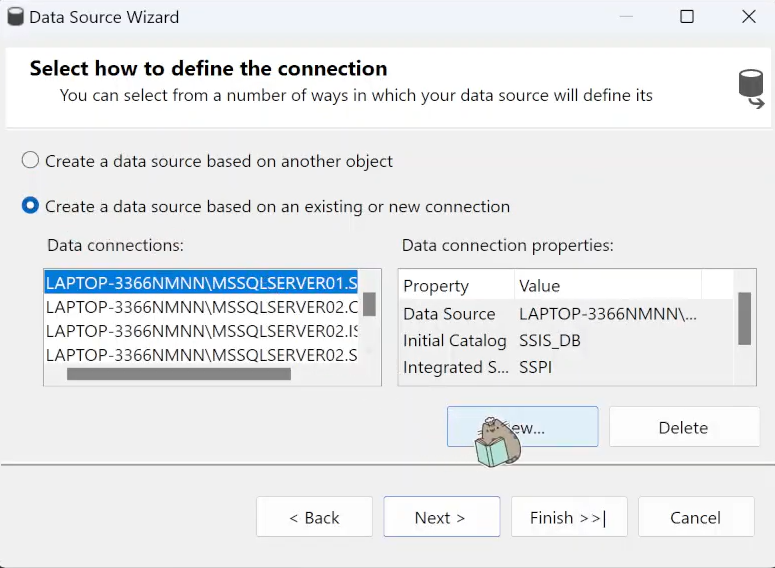 Data Source Wizard
Select how to define the connection
You can select from a number of ways in which your data source will define its
Create a data source based on another object
Create a data source based on an existing or new connection
Data connections:
Data connection properties:
LAPTOP-3366NMNN\MSSQLSERVER01.S
LAPTOP-3366NMNN\MSSQLSERVER02.C
LAPTOP-3366NMNN\MSSQLSERVER02.IS
LAPTOP-3366NMNN\MSSQLSERVER02.S
Property Value
Data Source LAPTOP-3366NMNN\...
Initial Catalog SSIS_DB
Integrated S... SSPI
ew...
Delete
< Back
Next >
Finish >>|
Cancel